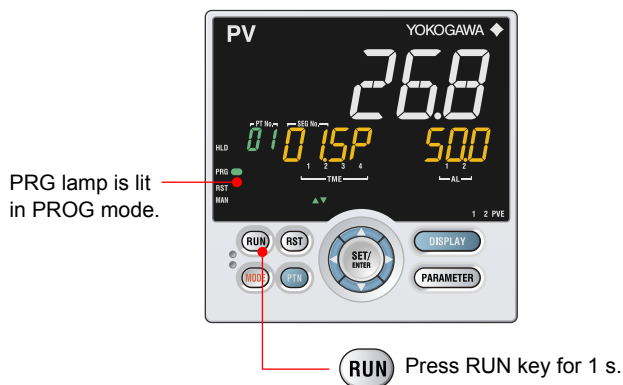 PV
YOKOGAWA
26.8
PT No.
SEG No.
HLD
01
01.SP
50.0
1 2 3 4
1 2
PRG
TME
AL
RST
MAN
1 2 PVE
PRG lamp is lit
in PROG mode.
RUN
RST
SET/
ENTER
DISPLAY
MODE
PTN
PARAMETER
RUN
Press RUN key for 1 s.